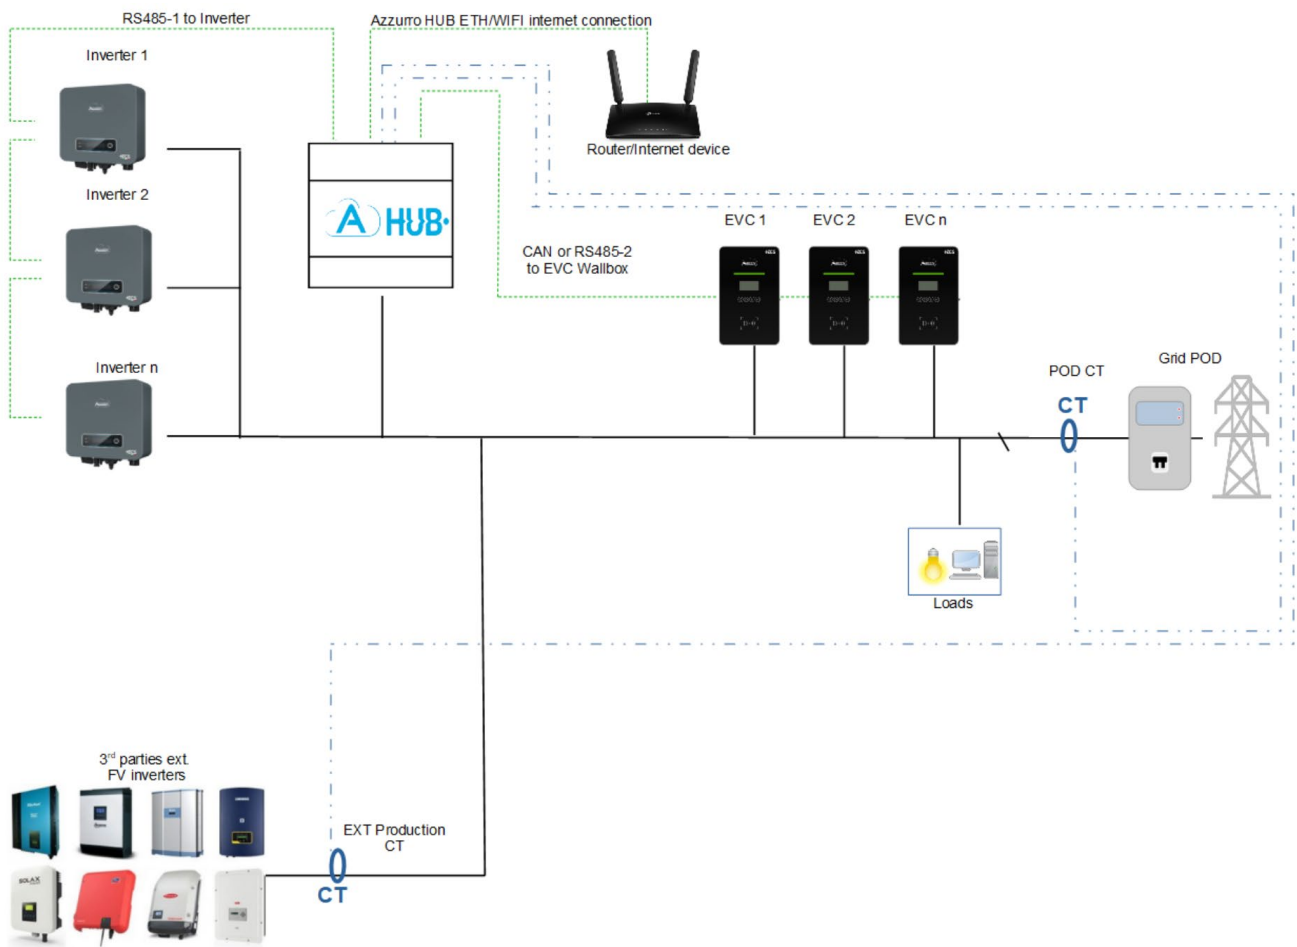 RS485-1 to Inverter
Azzurro HUB ETH/WIFI internet connection
Inverter 1
Router/Internet device
Inverter 2
A HUB
EVC 1
EVC 2
EVC n
CAN or RS485-2
to EVC Wallbox
Inverter n
POD CT
Grid POD
CT
Loads
3rd parties ext.
FV inverters
EXT Production
CT
CT
SOLAX